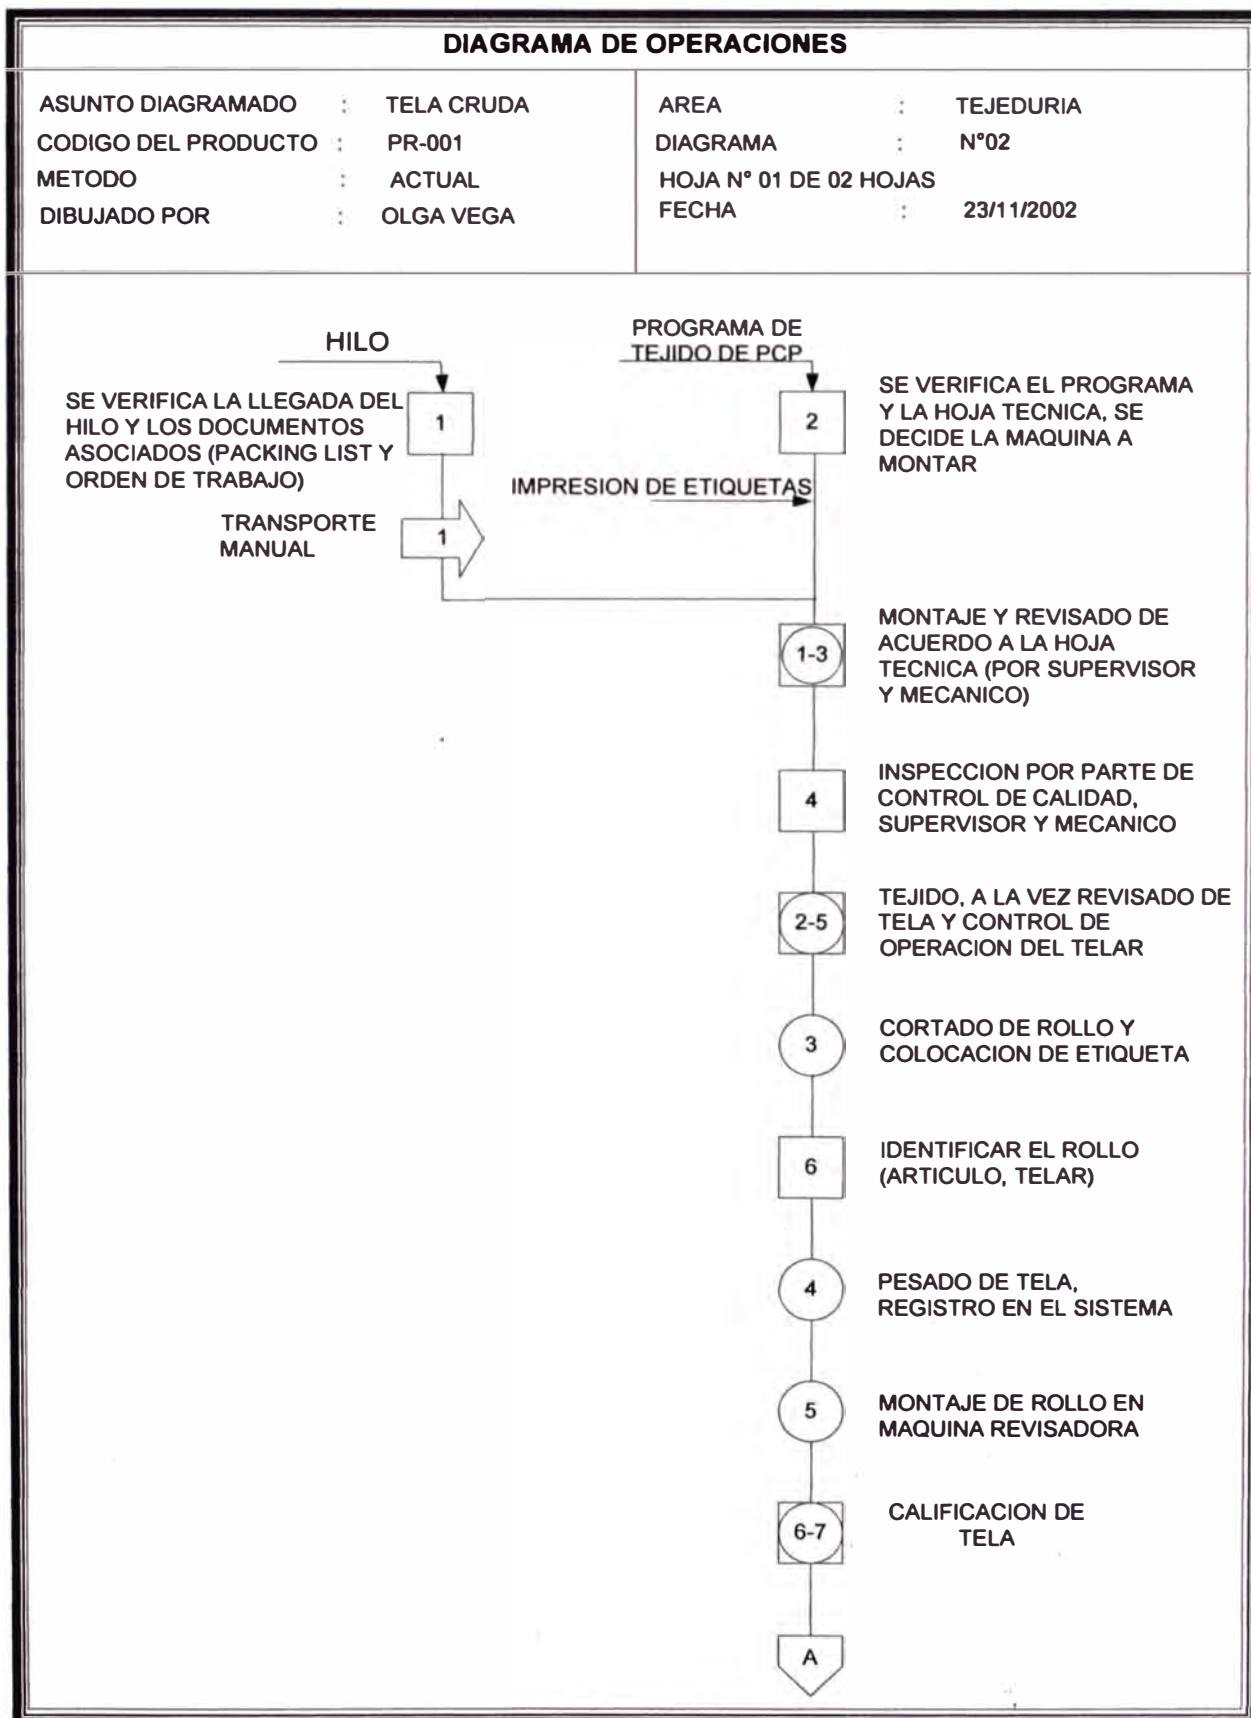 DIAGRAMA DE OPERACIONES
ASUNTO DIAGRAMADO : TELA CRUDA
CODIGO DEL PRODUCTO : PR-001
METODO : ACTUAL
DIBUJADO POR : OLGA VEGA
AREA : TEJEDURIA
DIAGRAMA : N°02
HOJA N° 01 DE 02 HOJAS
FECHA : 23/11/2002
HILO
SE VERIFICA LA LLEGADA DEL
HILO Y LOS DOCUMENTOS
ASOCIADOS (PACKING LIST Y
ORDEN DE TRABAJO)
1
TRANSPORTE
MANUAL
1
PROGRAMA DE
TEJIDO DE PCP
2
SE VERIFICA EL PROGRAMA
Y LA HOJA TECNICA, SE
DECIDE LA MAQUINA A
MONTAR
IMPRESION DE ETIQUETAS
1-3
MONTAJE Y REVISADO DE
ACUERDO A LA HOJA
TECNICA (POR SUPERVISOR
Y MECANICO)
4
INSPECCION POR PARTE DE
CONTROL DE CALIDAD,
SUPERVISOR Y MECANICO
2-5
TEJIDO, A LA VEZ REVISADO DE
TELA Y CONTROL DE
OPERACION DEL TELAR
3
CORTADO DE ROLLO Y
COLOCACION DE ETIQUETA
6
IDENTIFICAR EL ROLLO
(ARTICULO, TELAR)
4
PESADO DE TELA,
REGISTRO EN EL SISTEMA
5
MONTAJE DE ROLLO EN
MAQUINA REVISADORA
6-7
CALIFICACION DE
TELA
A